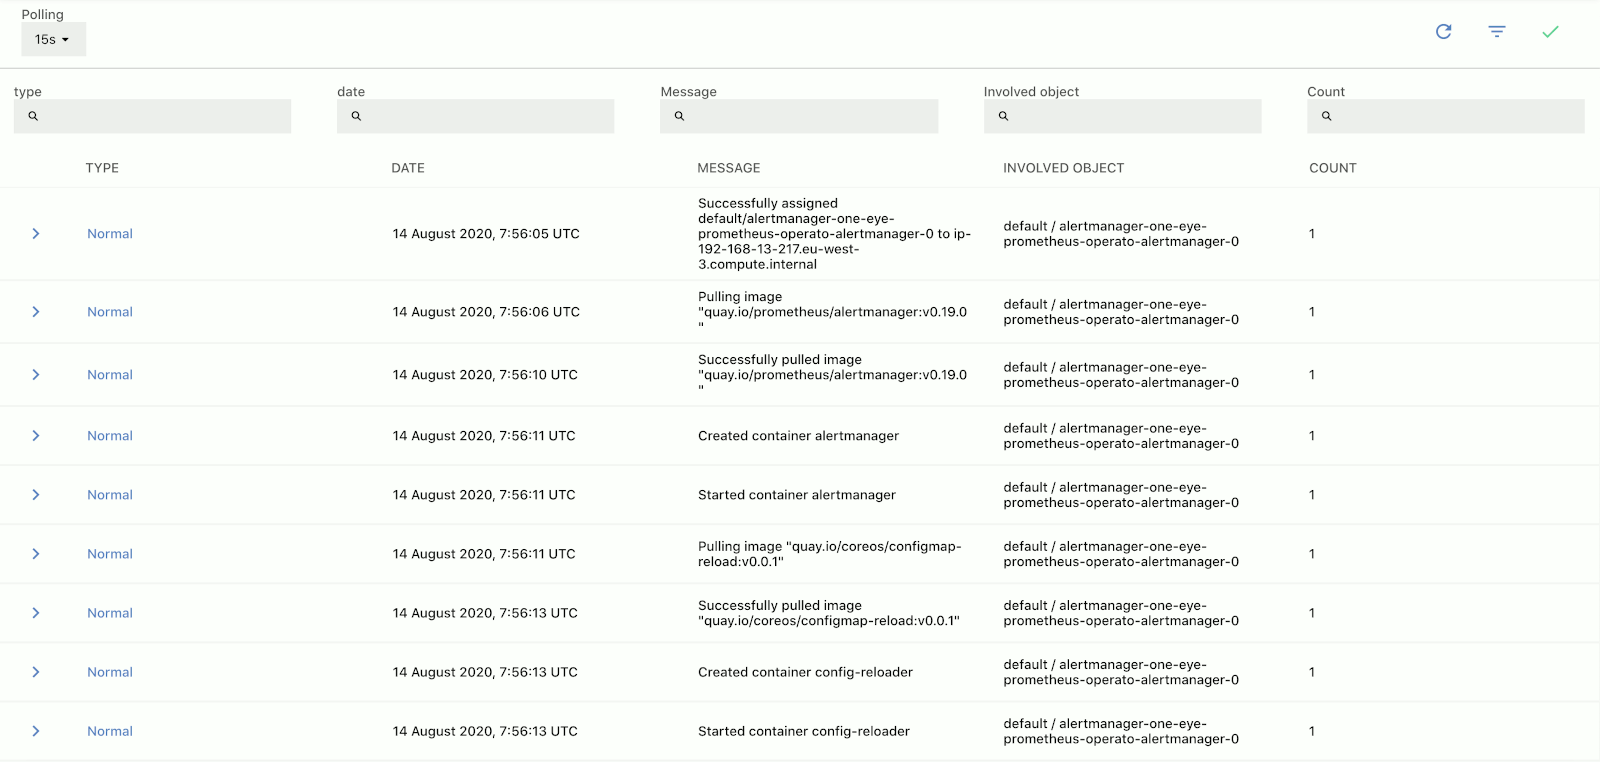 Polling
15s
type
date
Message
Involved object
Count
TYPE
DATE
MESSAGE
INVOLVED OBJECT
COUNT
Normal
14 August 2020, 7:56:05 UTC
Successfully assigned
default/alertmanager-one-eye-
prometheus-operato-alertmanager-0 to ip-
192-168-13-217.eu-west-
3.compute.internal
default / alertmanager-one-eye-
prometheus-operato-alertmanager-0
1
Normal
14 August 2020, 7:56:06 UTC
Pulling image
"quay.io/prometheus/alertmanager:v0.19.0
"
default / alertmanager-one-eye-
prometheus-operato-alertmanager-0
1
Normal
14 August 2020, 7:56:10 UTC
Successfully pulled image
"quay.io/prometheus/alertmanager:v0.19.0
"
default / alertmanager-one-eye-
prometheus-operato-alertmanager-0
1
Normal
14 August 2020, 7:56:11 UTC
Created container alertmanager
default / alertmanager-one-eye-
prometheus-operato-alertmanager-0
1
Normal
14 August 2020, 7:56:11 UTC
Started container alertmanager
default / alertmanager-one-eye-
prometheus-operato-alertmanager-0
1
Normal
14 August 2020, 7:56:11 UTC
Pulling image "quay.io/coreos/configmap-
reload:v0.0.1"
default / alertmanager-one-eye-
prometheus-operato-alertmanager-0
1
Normal
14 August 2020, 7:56:13 UTC
Successfully pulled image
"quay.io/coreos/configmap-reload:v0.0.1"
default / alertmanager-one-eye-
prometheus-operato-alertmanager-0
1
Normal
14 August 2020, 7:56:13 UTC
Created container config-reloader
default / alertmanager-one-eye-
prometheus-operato-alertmanager-0
1
Normal
14 August 2020, 7:56:13 UTC
Started container config-reloader
default / alertmanager-one-eye-
prometheus-operato-alertmanager-0
1